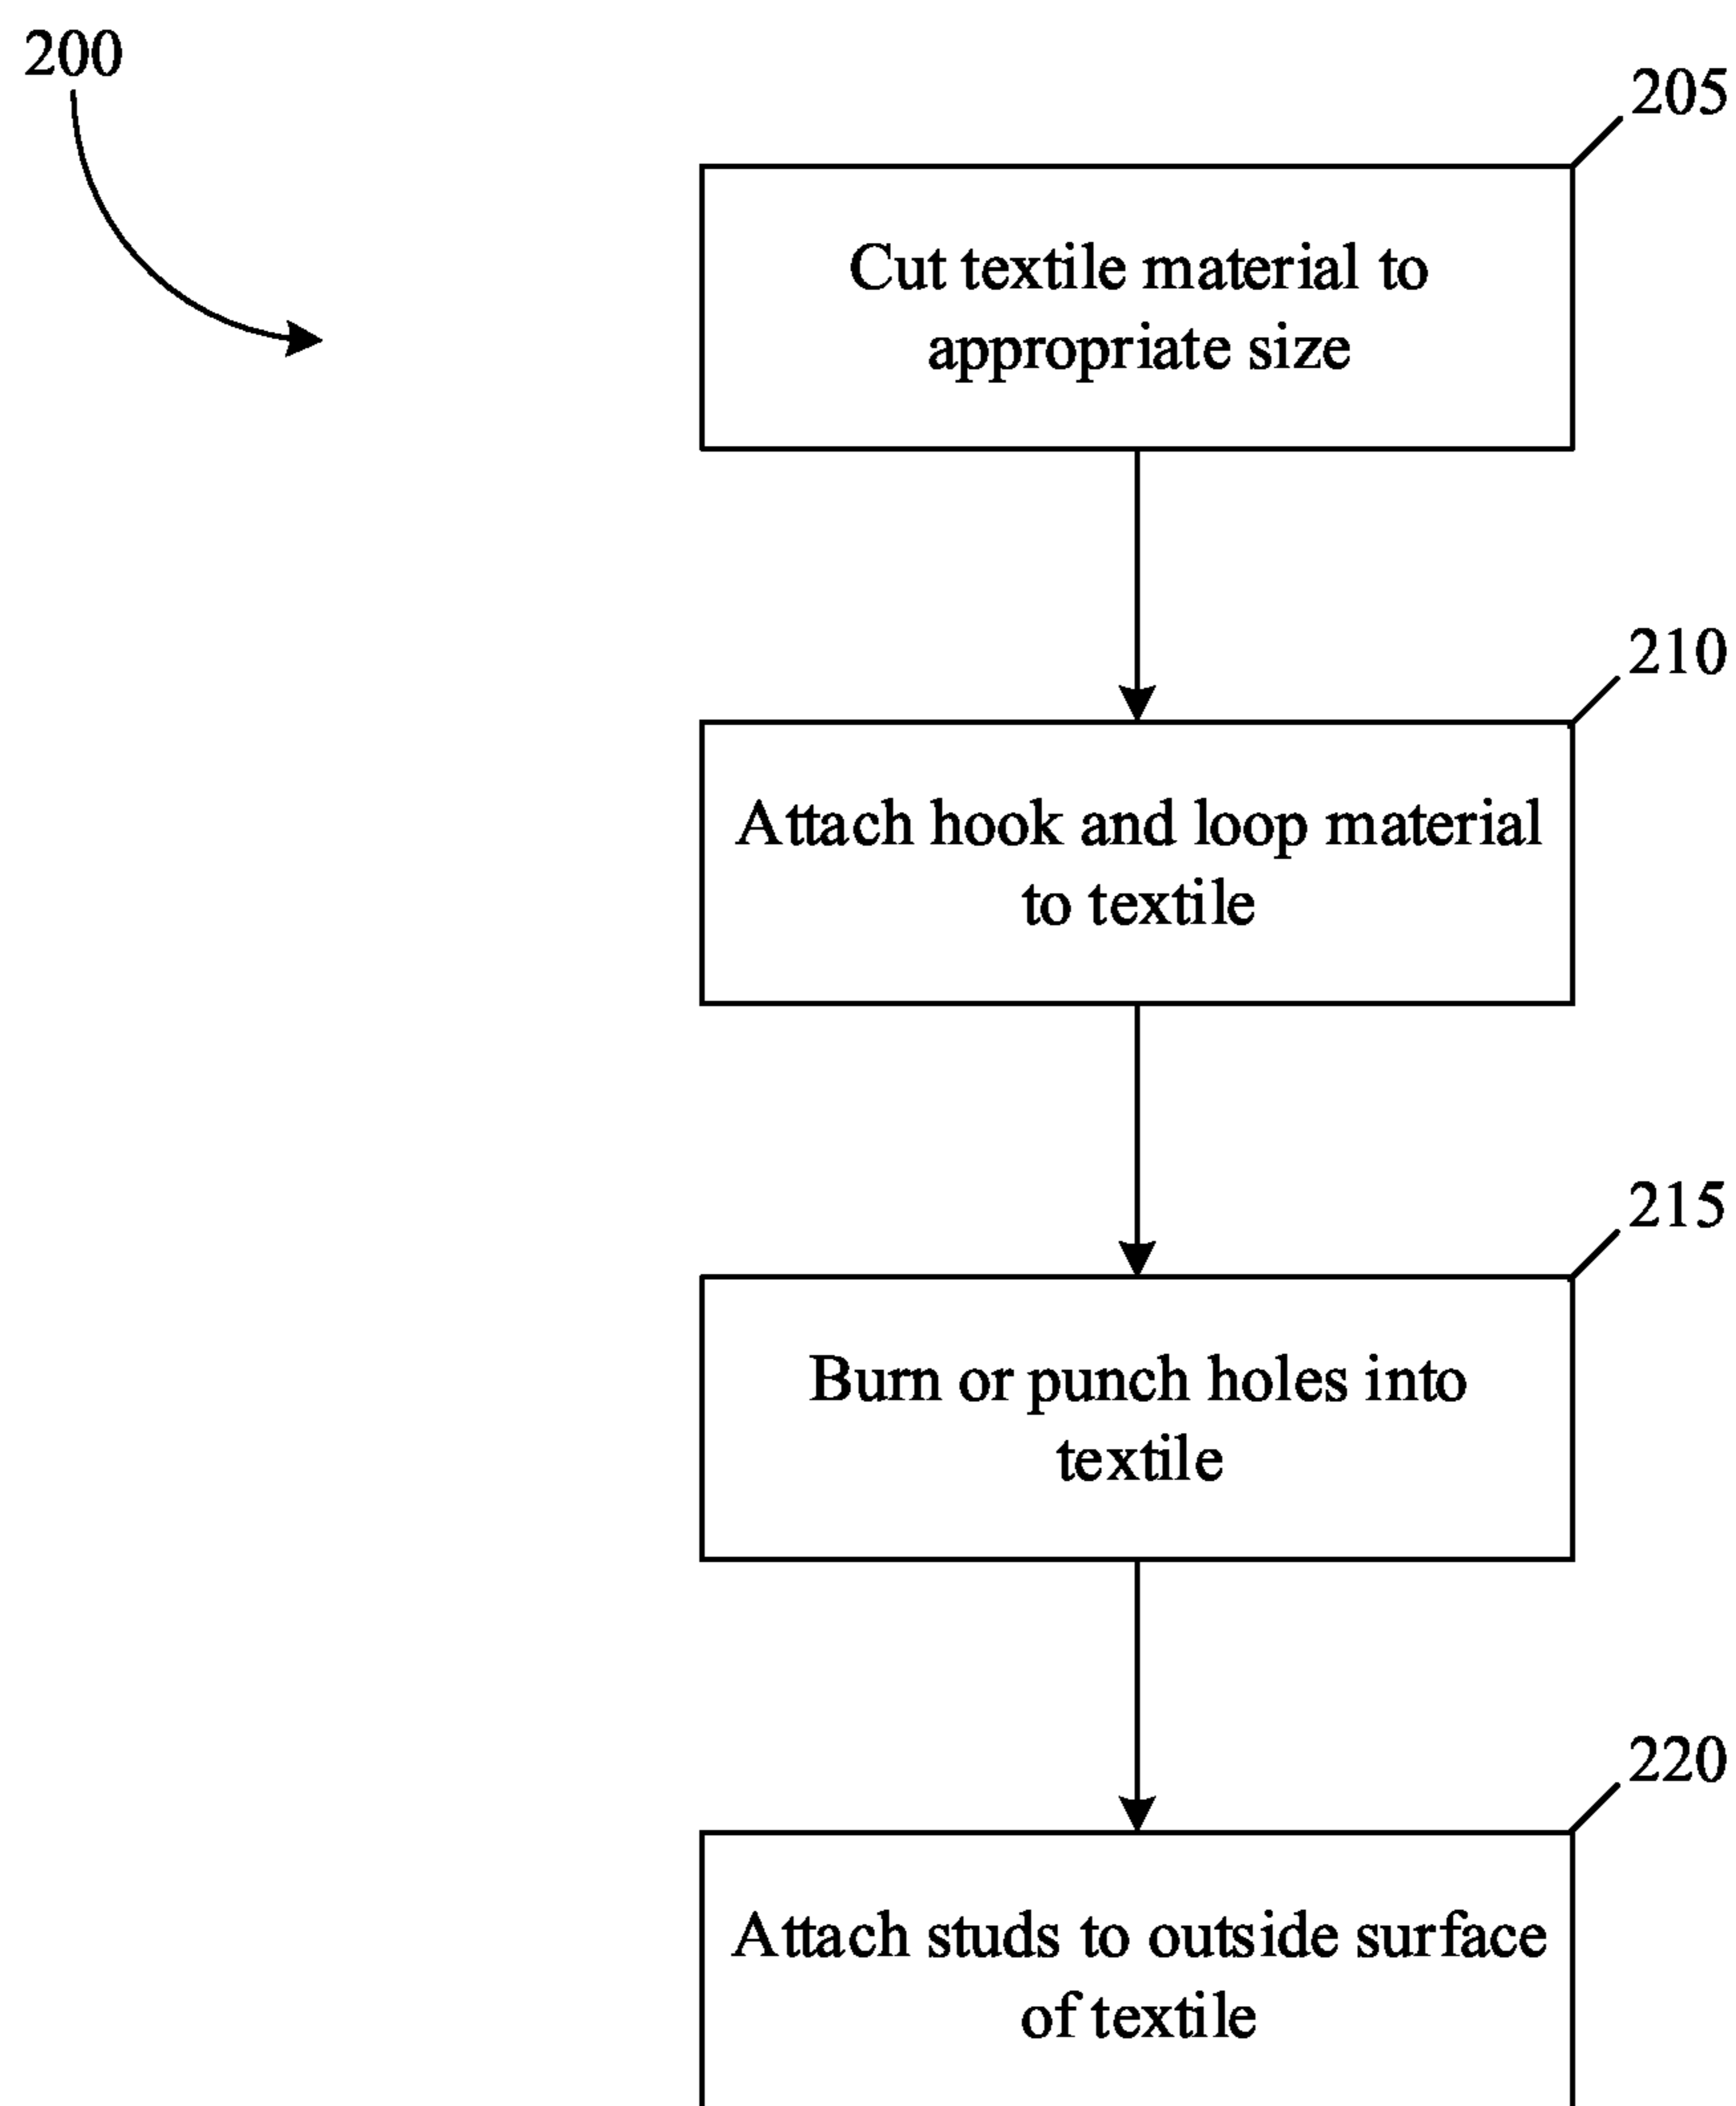 200
205
Cut textile material to
appropriate size
210
Attach hook and loop material
to textile
215
Burn or punch holes into
textile
220
Attach studs to outside surface
of textile